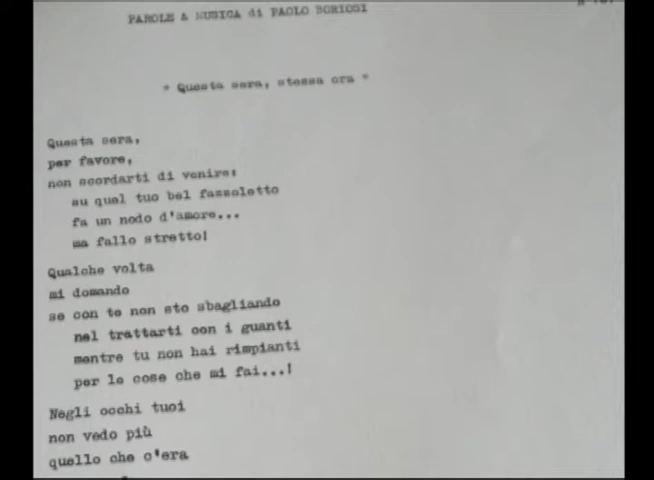 PAROLE & MUSICA di PAOLO
" Questa sera, stessa ora "
Questa sera,
per favore,
non scordarti di venire:
su quel tuo bel fazzoletto
fa un nodo d'amore...
ma fallo stretto!
Qualche volta
mi domando
se con te non sto sbagliando
nel trattarti con i guanti
mentre tu non hai rimpianti
per le cose che mi fai...!
Negli occhi tuoi
non vedo più
quello che c'era